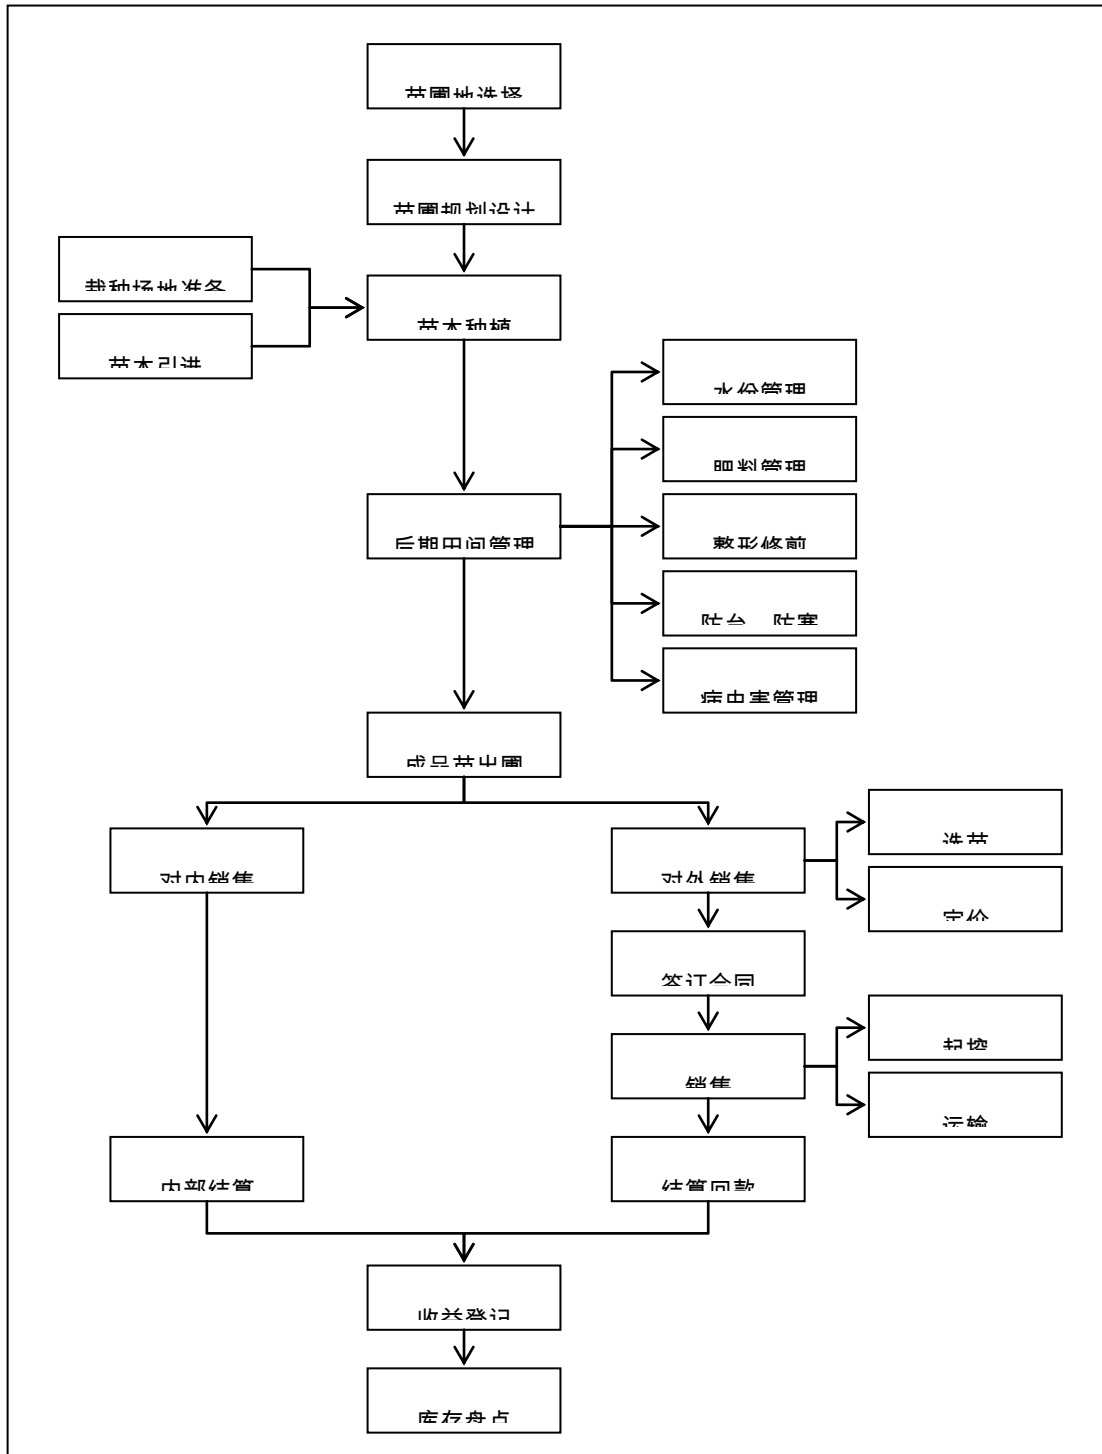 苗圃地选择
苗圃规划设计
栽种场地准备
苗木种植
苗木引进
水份管理
肥料管理
后期田间管理
整形修剪
防台、防寒
病虫害管理
成品苗出圃
选苗
对内销售
对外销售
定价
签订合同
起挖
销售
运输
内部结算
结算回款
收益登记
库存盘点